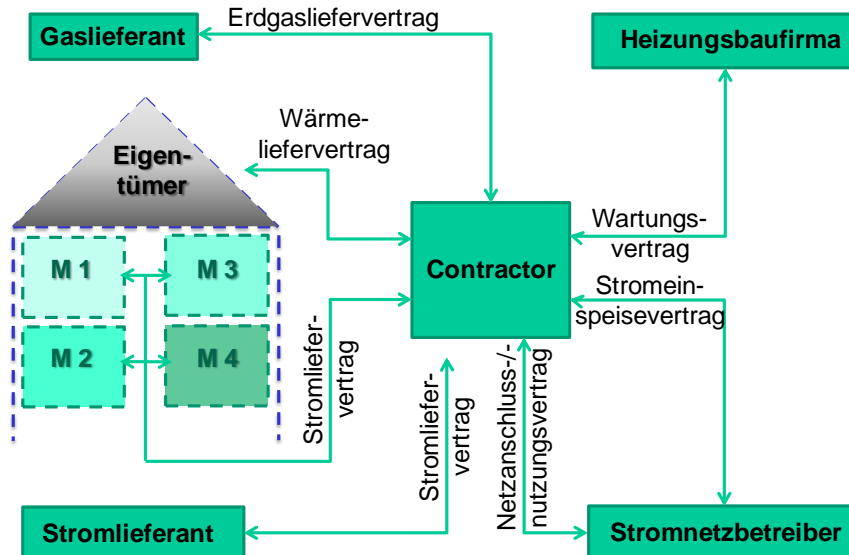 Erdgasliefervertrag
Gaslieferant
Heizungsbaufirma
Wärme-
liefervertrag
Eigen-
tümer
M 1
M 3
M 2
M 4
Contractor
Wartungs-
vertrag
Stromein-
speisevertrag
Stromliefer-
vertrag
Stromliefer-
vertrag
Netzanschluss-/-
nutzungsvertrag
Stromlieferant
Stromnetzbetreiber